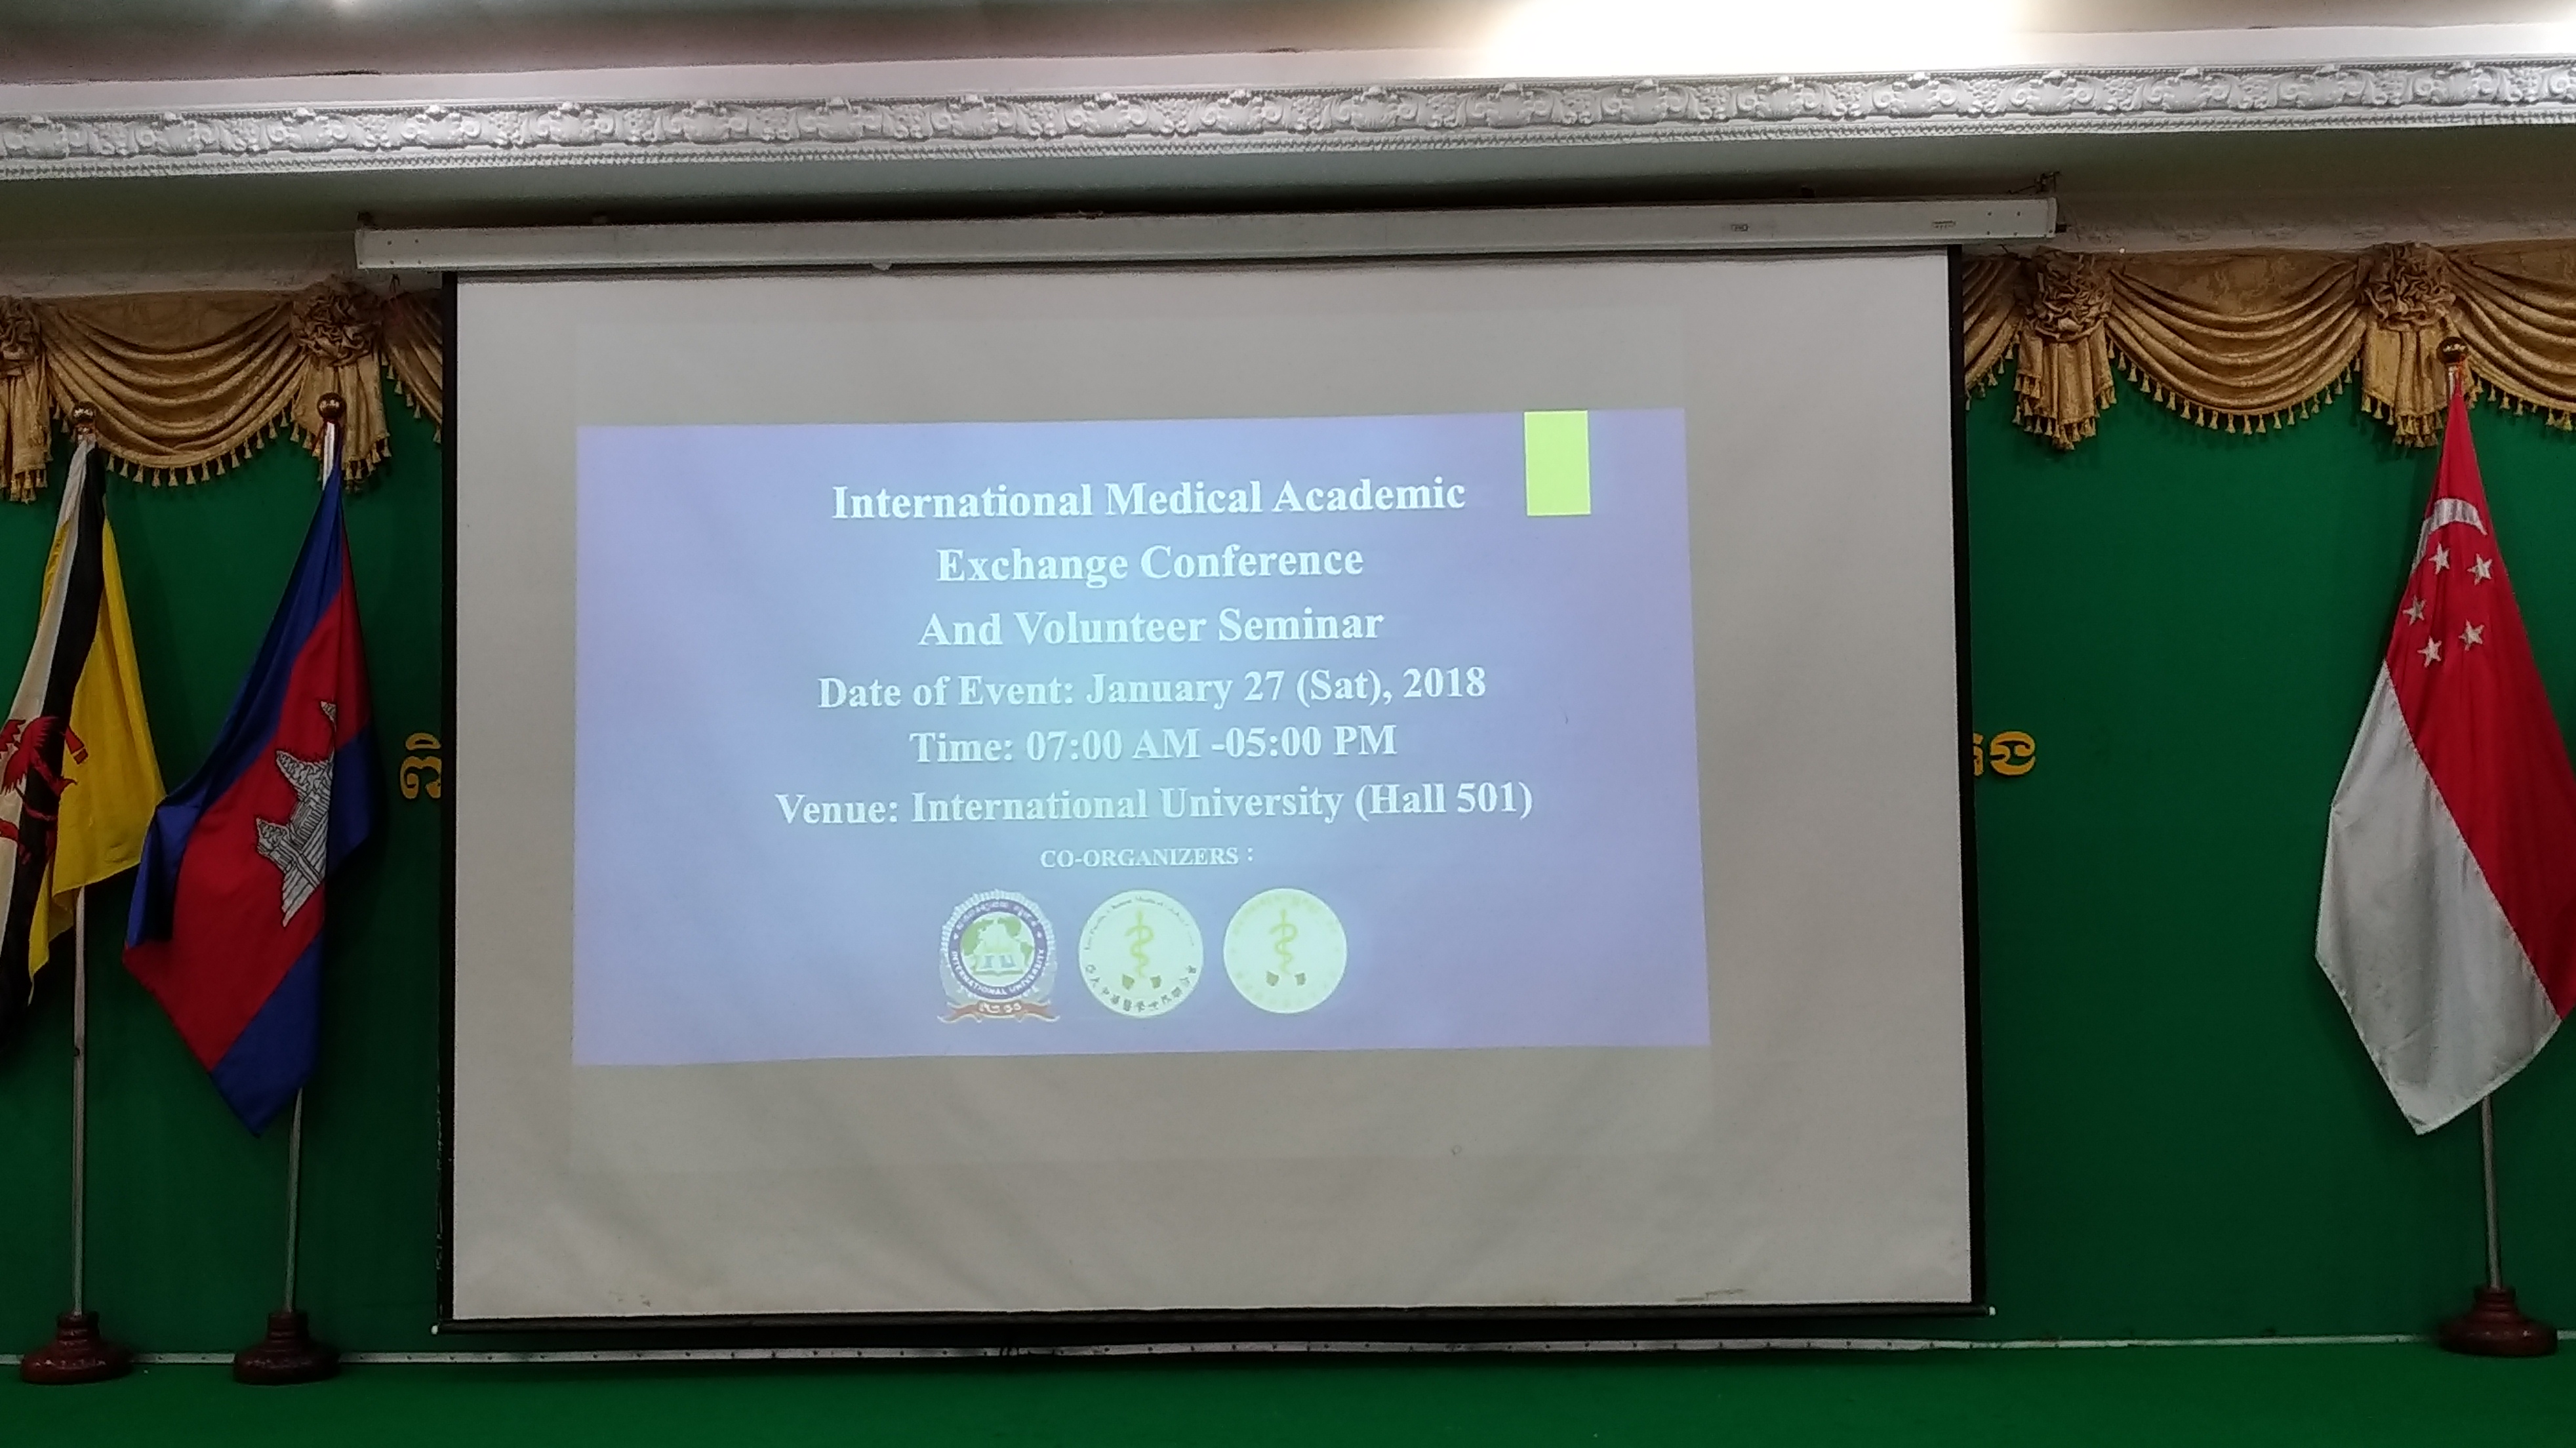 International Medical Academic
Exchange Conference
And Volunteer Seminar
Date of Event: January 27 (Sat), 2018
Time: 07:00 AM -05:00 PM
Venue: International University (Hall 501)
CO-ORGANIZERS :
INTERNATIONAL UNIVERSITY